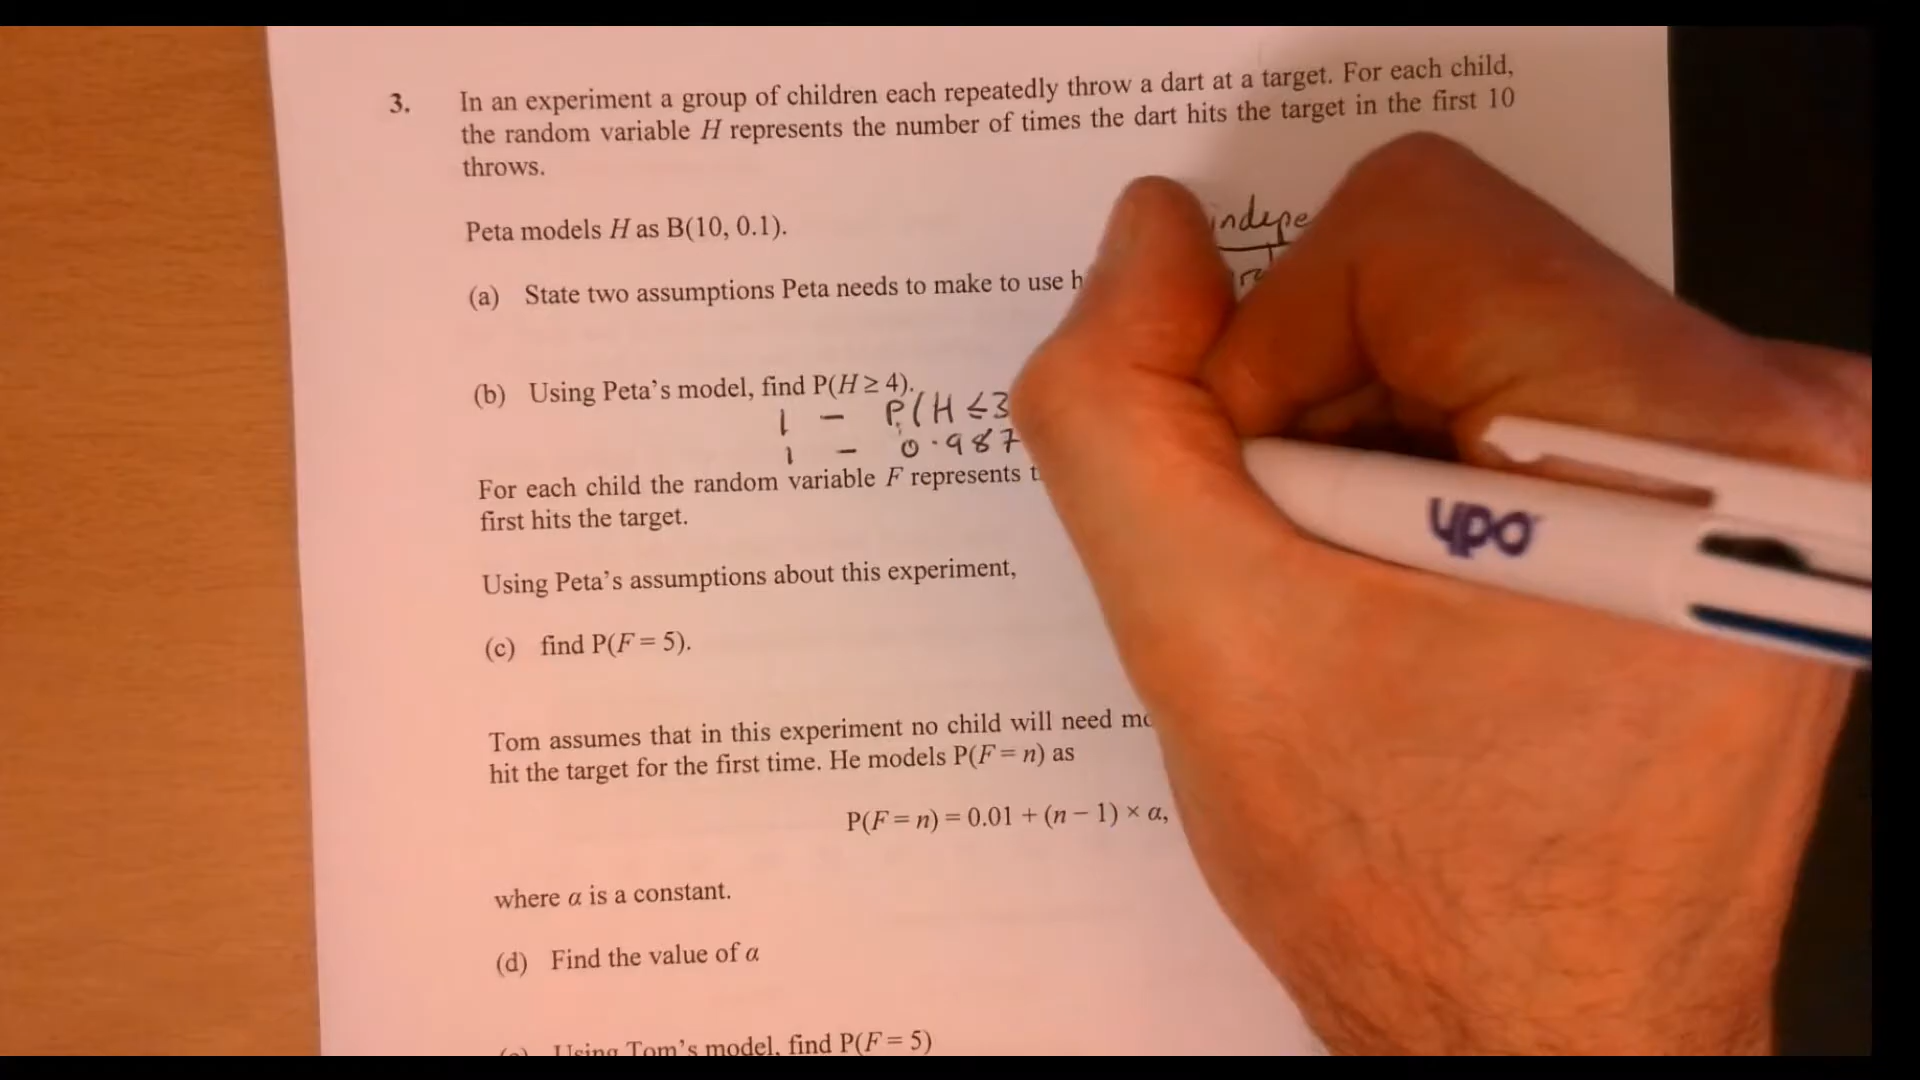 3. In an experiment a group of children each repeatedly throw a dart at a target. For each child,
the random variable H represents the number of times the dart hits the target in the first 10
throws.
Peta models H as B(10, 0.1).
indepe
(a) State two assumptions Peta needs to make to use
(b) Using Peta's model, find P(H ≥ 4).
1 - P(H ≤3
1 - 0.987
For each child the random variable F represents
first hits the target.
ypo
Using Peta's assumptions about this experiment,
(c) find P(F = 5).
Tom assumes that in this experiment no child will need
hit the target for the first time. He models P(F = n) as
P(F = n) = 0.01 + (n − 1) × α,
where α is a constant.
(d) Find the value of α
Using Tom's model, find P(F = 5)